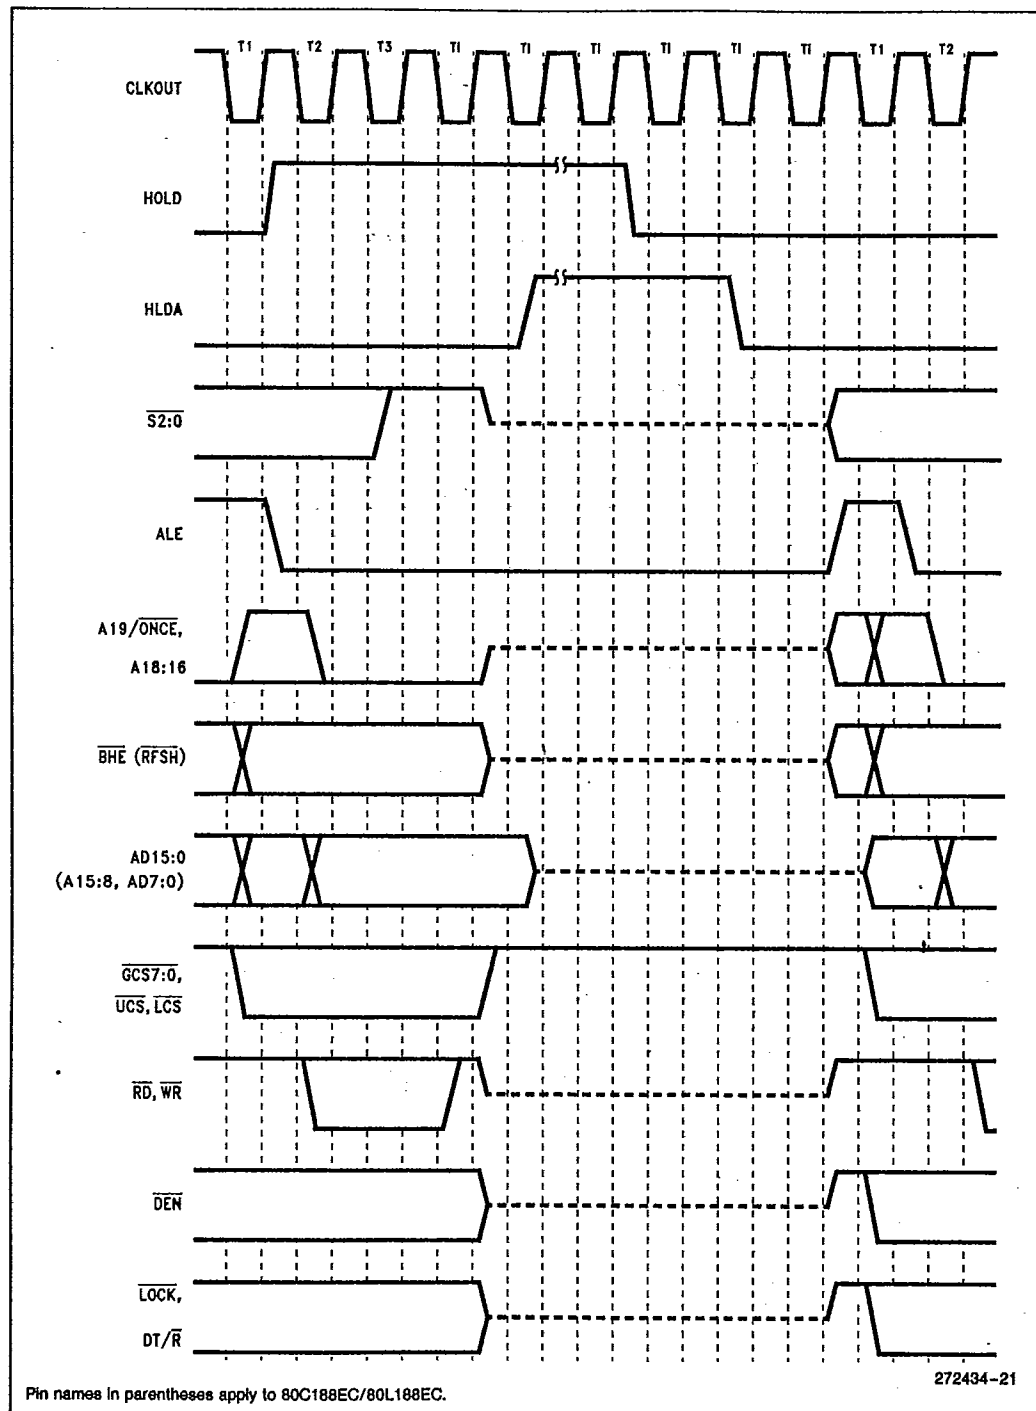 T1 T2 T3 TI TI TI TI TI TI T1 T2
CLKOUT
HOLD
HLDA
S2:0
ALE
A19/ONCE,
A18:16
BHE (RFSH)
AD15:0
(A15:8, AD7:0)
GCS7:0,
UCS, LCS
RD, WR
DEN
LOCK,
DT/R
272434-21
Pin names in parentheses apply to 80C188EC/80L188EC.